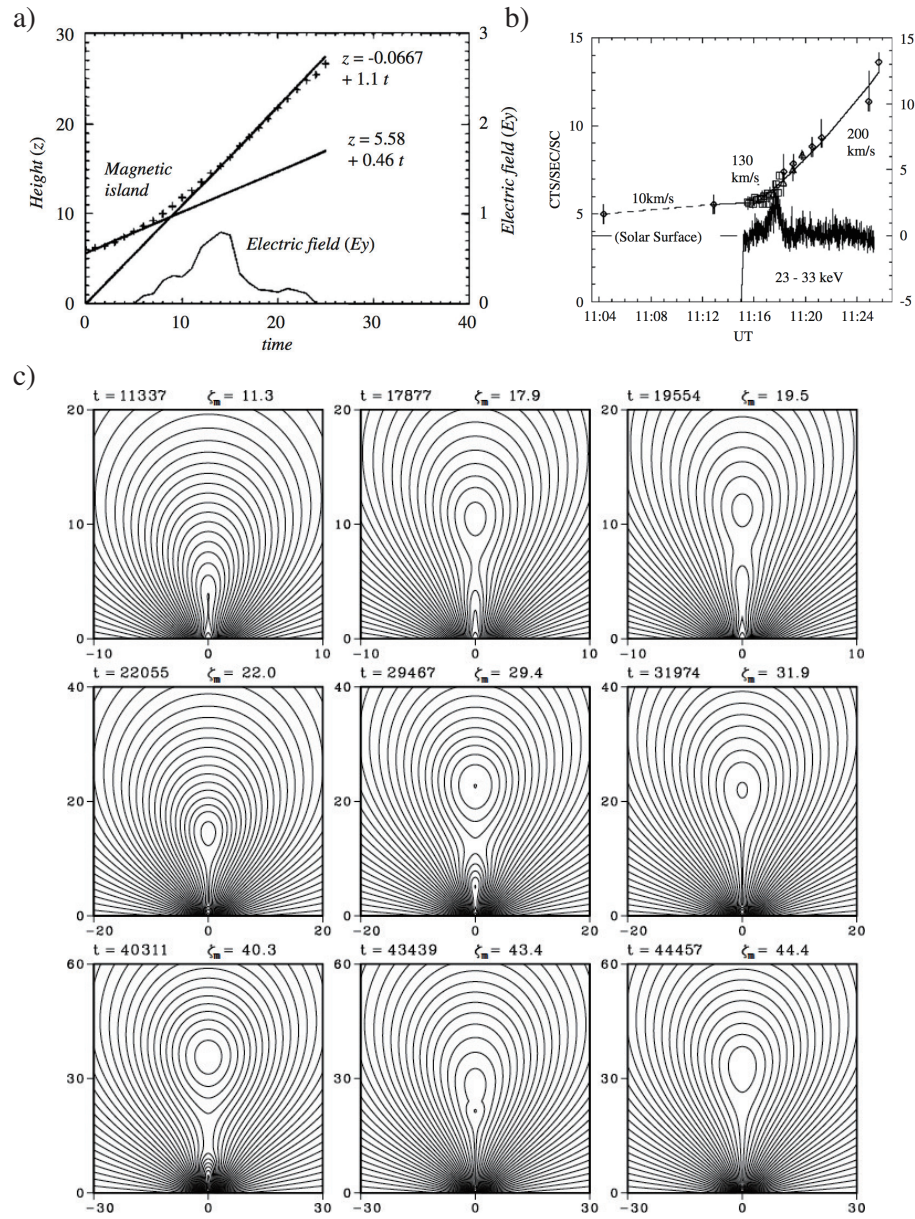 a)
30
20
10
0
Height (z)
0
10
20
30
40
time
3
2
1
0
Electric field (Ey)
z = -0.0667
+ 1.1 t
z = 5.58
+ 0.46 t
Magnetic
island
Electric field (Ey)
b)
15
10
5
0
CTS/SEC/SC
15
10
5
0
-5
10km/s
130
km/s
200
km/s
(Solar Surface)
23 - 33 keV
11:04
11:08
11:12
11:16
11:20
11:24
UT
c)
t = 11337 ζm = 11.3
20
10
0
-10
0
10
t = 17877 ζm = 17.9
20
10
0
-10
0
10
t = 19554 ζm = 19.5
20
10
0
-10
0
10
t = 22055 ζm = 22.0
40
20
0
-20
0
20
t = 29467 ζm = 29.4
40
20
0
-20
0
20
t = 31974 ζm = 31.9
40
20
0
-20
0
20
t = 40311 ζm = 40.3
60
30
0
-30
0
30
t = 43439 ζm = 43.4
60
30
0
-30
0
30
t = 44457 ζm = 44.4
60
30
0
-30
0
30